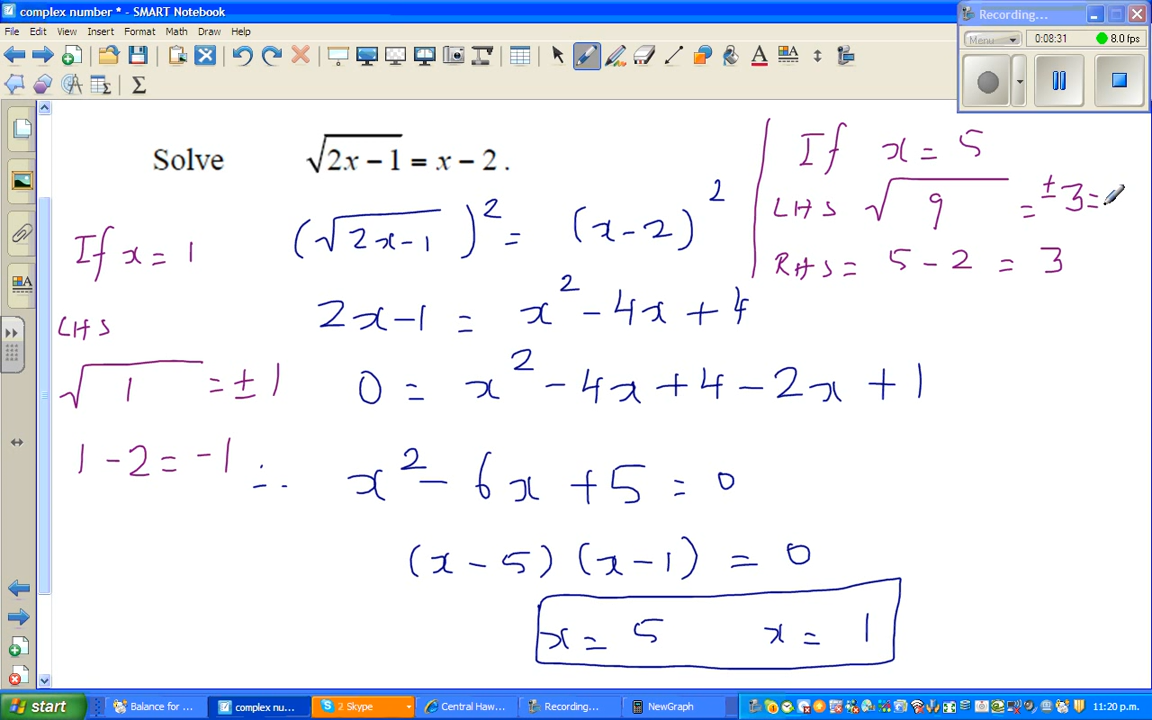 complex number * - SMART Notebook
File Edit View Insert Format Math Draw Help
Recording...
Menu 0:08:31 8.0 fps
Solve √(2x − 1) = x − 2 .
(√(2x-1))² = (x-2)²
2x-1 = x² - 4x + 4
0 = x² - 4x + 4 - 2x + 1
∴ x² - 6x + 5 = 0
(x - 5) (x - 1) = 0
x = 5 x = 1
If x = 1
LHS
√1 = ± 1
1 - 2 = -1
If x = 5
LHS √9 = ±3 =
RHS = 5 - 2 = 3
start Balance for ... complex nu... 2 Skype Central Haw... Recording... NewGraph 11:20 p.m.